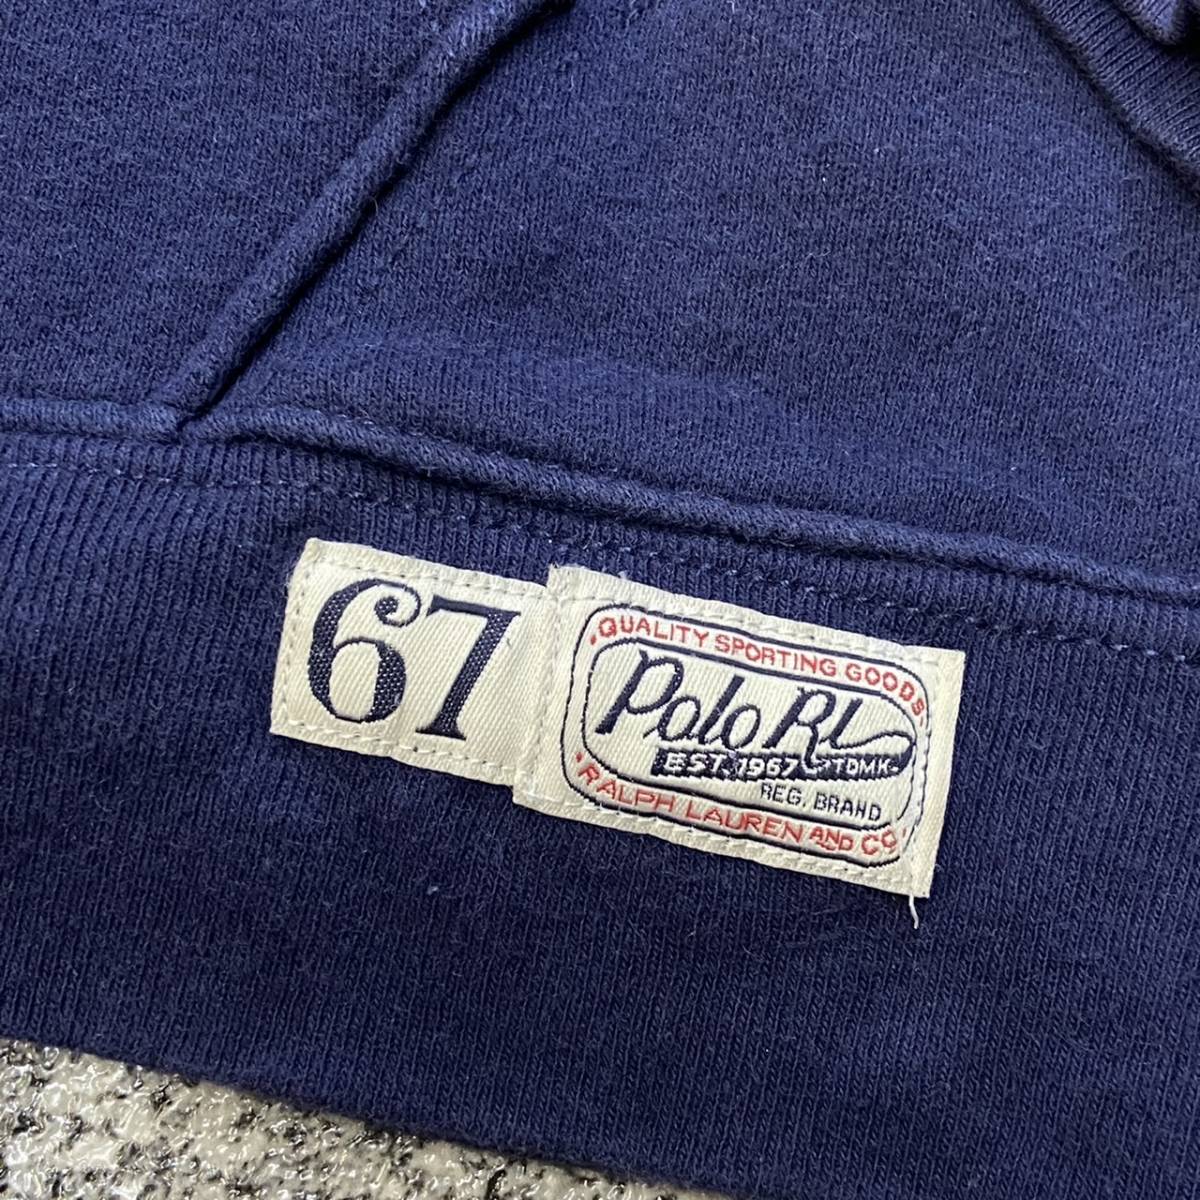 67
QUALITY SPORTING GOODS
Polo RL
EST. 1967 TDMK.
REG. BRAND
RALPH LAUREN AND CO